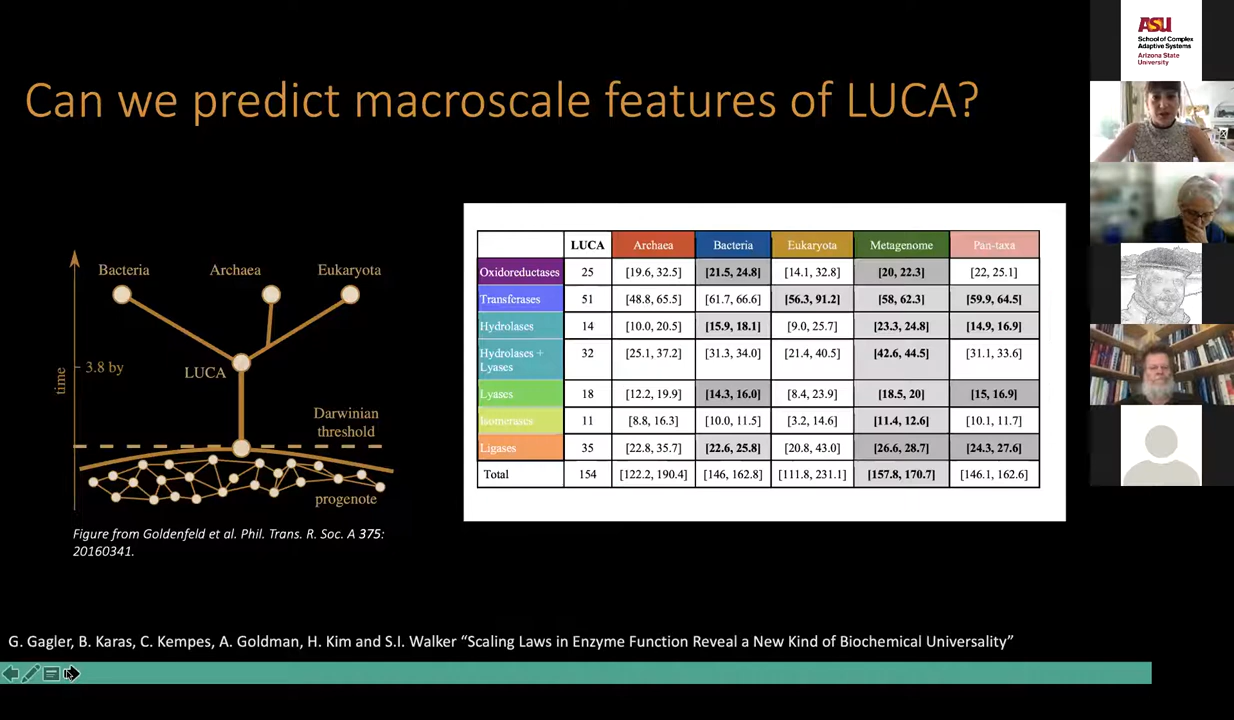 Can we predict macroscale features of LUCA?
ASU
School of Complex
Adaptive Systems
Arizona State
University
Bacteria Archaea Eukaryota
3.8 by
time
LUCA
Darwinian
threshold
progenote
Figure from Goldenfeld et al. Phil. Trans. R. Soc. A 375:
20160341.
LUCA Archaea Bacteria Eukaryota Metagenome Pan-taxa
Oxidoreductases 25 [19.6, 32.5] [21.5, 24.8] [14.1, 32.8] [20, 22.3] [22, 25.1]
Transferases 51 [48.8, 65.5] [61.7, 66.6] [56.3, 91.2] [58, 62.3] [59.9, 64.5]
Hydrolases 14 [10.0, 20.5] [15.9, 18.1] [9.0, 25.7] [23.3, 24.8] [14.9, 16.9]
Hydrolases + 32 [25.1, 37.2] [31.3, 34.0] [21.4, 40.5] [42.6, 44.5] [31.1, 33.6]
Lyases
Lyases 18 [12.2, 19.9] [14.3, 16.0] [8.4, 23.9] [18.5, 20] [15, 16.9]
Isomerases 11 [8.8, 16.3] [10.0, 11.5] [3.2, 14.6] [11.4, 12.6] [10.1, 11.7]
Ligases 35 [22.8, 35.7] [22.6, 25.8] [20.8, 43.0] [26.6, 28.7] [24.3, 27.6]
Total 154 [122.2, 190.4] [146, 162.8] [111.8, 231.1] [157.8, 170.7] [146.1, 162.6]
G. Gagler, B. Karas, C. Kempes, A. Goldman, H. Kim and S.I. Walker “Scaling Laws in Enzyme Function Reveal a New Kind of Biochemical Universality”